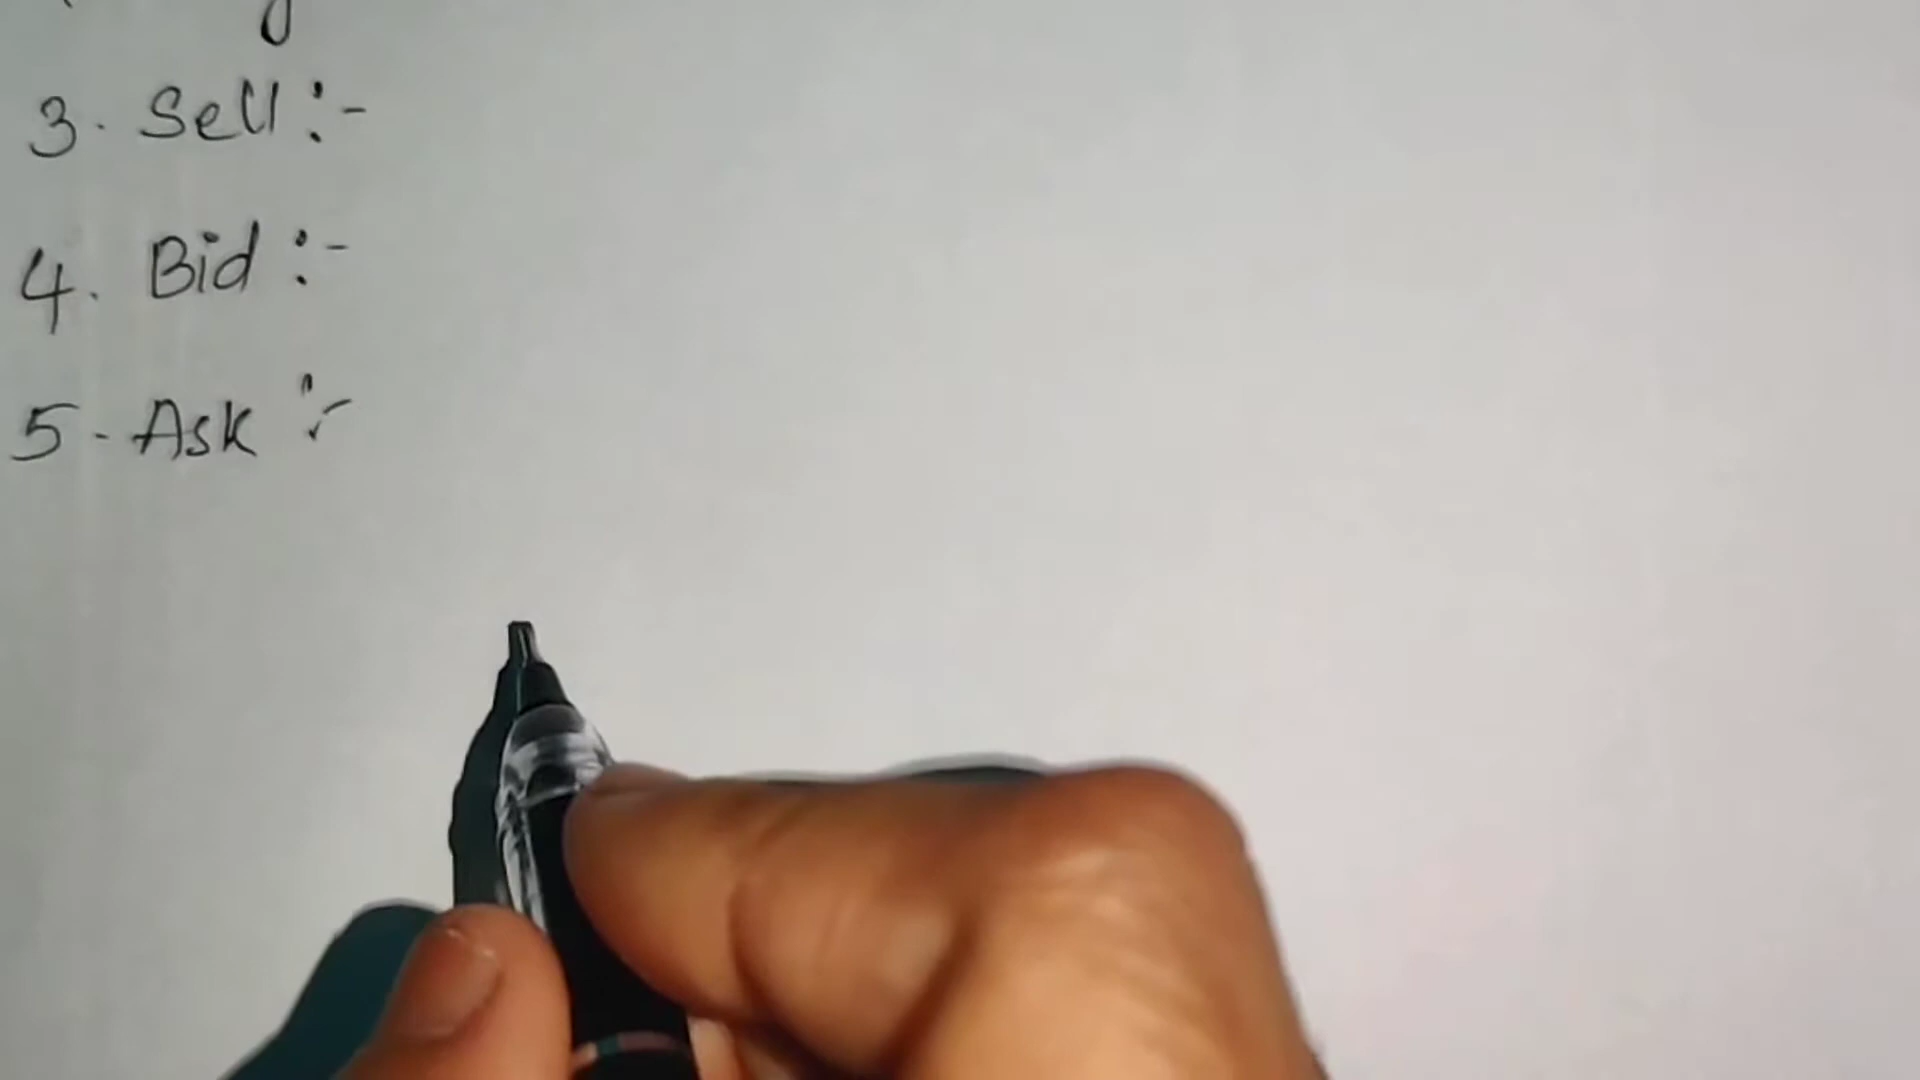 3. Sell :-
4. Bid :-
5- Ask :-